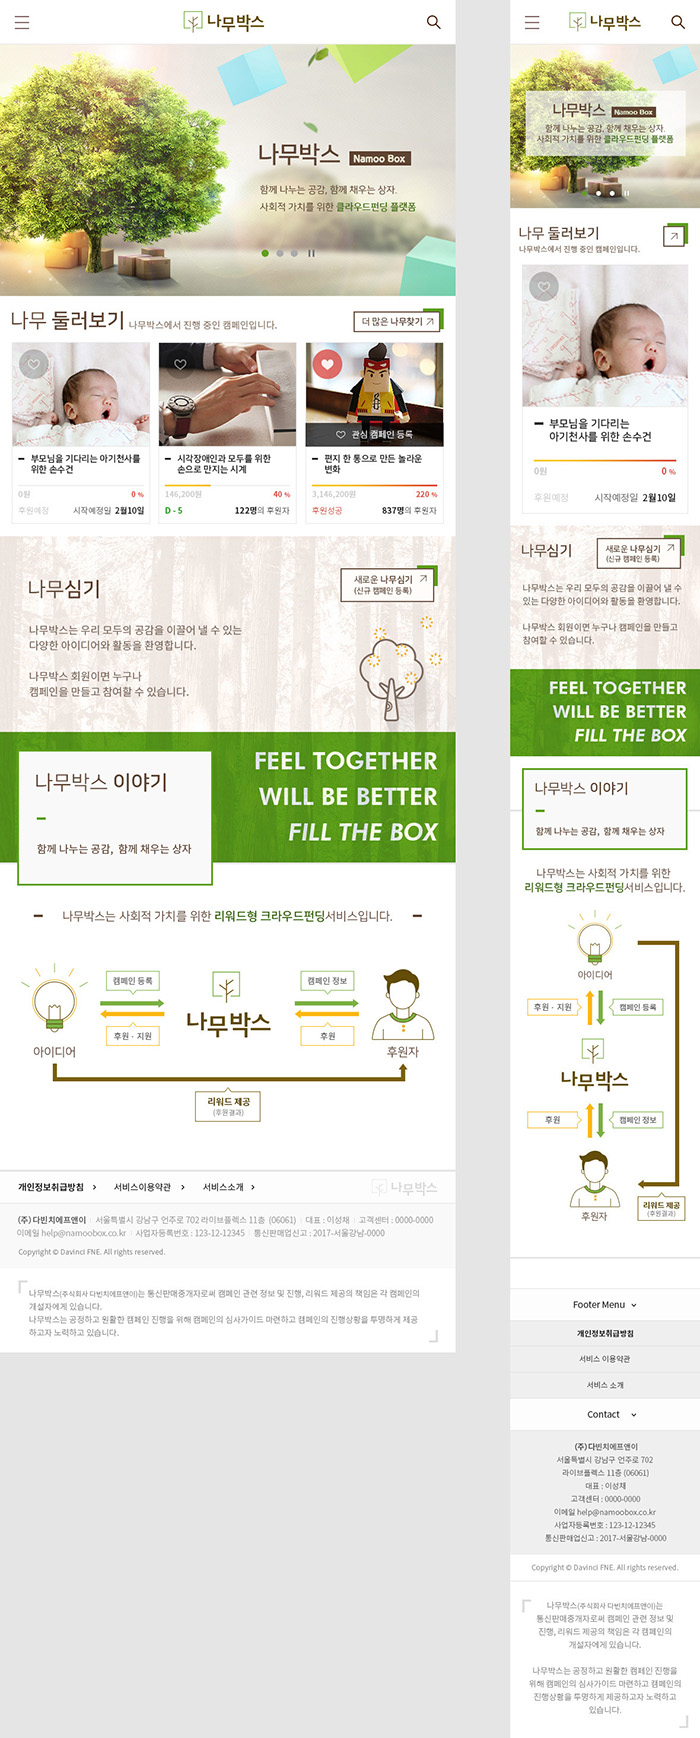 나무박스
나무박스 Namoo Box
함께 나누는 공감, 함께 채우는 상자.
사회적 가치를 위한 클라우드펀딩 플랫폼
나무 둘러보기 나무박스에서 진행 중인 캠페인입니다.
더 많은 나무찾기
부모님을 기다리는 아기천사를
위한 손수건
0원 0 %
후원예정 시작예정일 2월10일
시각장애인과 모두를 위한
손으로 만지는 시계
146,200원 40 %
D - 5 122명의 후원자
관심 캠페인 등록
편지 한 통으로 만든 놀라운
변화
3,146,200원 220 %
후원성공 837명의 후원자
나무심기
새로운 나무심기
(신규 캠페인 등록)
나무박스는 우리 모두의 공감을 이끌어 낼 수 있는
다양한 아이디어와 활동을 환영합니다.
나무박스 회원이면 누구나
캠페인을 만들고 참여할 수 있습니다.
FEEL TOGETHER
WILL BE BETTER
FILL THE BOX
나무박스 이야기
함께 나누는 공감, 함께 채우는 상자
나무박스는 사회적 가치를 위한 리워드형 크라우드펀딩서비스입니다.
캠페인 등록
캠페인 정보
나무박스
후원 · 지원
후원
아이디어
후원자
리워드 제공
(후원결과)
개인정보취급방침
서비스이용약관
서비스소개
나무박스
(주) 다빈치에프앤이 서울특별시 강남구 언주로 702 라이브플렉스 11층 (06061) 대표 : 이성채 고객센터 : 0000-0000
이메일 help@namoobox.co.kr 사업자등록번호 : 123-12-12345 통신판매업신고 : 2017-서울강남-0000
Copyright © Davinci FNE. All rights reserved.
나무박스(주식회사 다빈치에프앤이)는 통신판매중개자로써 캠페인 관련 정보 및 진행, 리워드 제공의 책임은 각 캠페인의
개설자에게 있습니다.
나무박스는 공정하고 원활한 캠페인 진행을 위해 캠페인의 심사가이드 마련하고 캠페인의 진행상황을 투명하게 제공
하고자 노력하고 있습니다.
나무박스
나무박스 Namoo Box
함께 나누는 공감, 함께 채우는 상자.
사회적 가치를 위한 클라우드펀딩 플랫폼
나무 둘러보기
나무박스에서 진행 중인 캠페인입니다.
부모님을 기다리는
아기천사를 위한 손수건
0원 0 %
후원예정 시작예정일 2월10일
나무심기
새로운 나무심기
(신규 캠페인 등록)
나무박스는 우리 모두의 공감을 이끌어 낼 수
있는 다양한 아이디어와 활동을 환영합니다.
나무박스 회원이면 누구나 캠페인을 만들고
참여할 수 있습니다.
FEEL TOGETHER
WILL BE BETTER
FILL THE BOX
나무박스 이야기
함께 나누는 공감, 함께 채우는 상자
나무박스는 사회적 가치를 위한
리워드형 크라우드펀딩서비스입니다.
아이디어
후원 · 지원
캠페인 등록
나무박스
후원
캠페인 정보
후원자
리워드 제공
(후원결과)
Footer Menu
개인정보취급방침
서비스 이용약관
서비스 소개
Contact
(주) 다빈치에프앤이
서울특별시 강남구 언주로 702
라이브플렉스 11층 (06061)
대표 : 이성채
고객센터 : 0000-0000
이메일 help@namoobox.co.kr
사업자등록번호 : 123-12-12345
통신판매업신고 : 2017-서울강남-0000
Copyright © Davinci FNE. All rights reserved.
나무박스(주식회사 다빈치에프앤이)는
통신판매중개자로써 캠페인 관련 정보 및
진행, 리워드 제공의 책임은 각 캠페인의
개설자에게 있습니다.
나무박스는 공정하고 원활한 캠페인 진행을
위해 캠페인의 심사가이드 마련하고 캠페인의
진행상황을 투명하게 제공하고자 노력하고
있습니다.